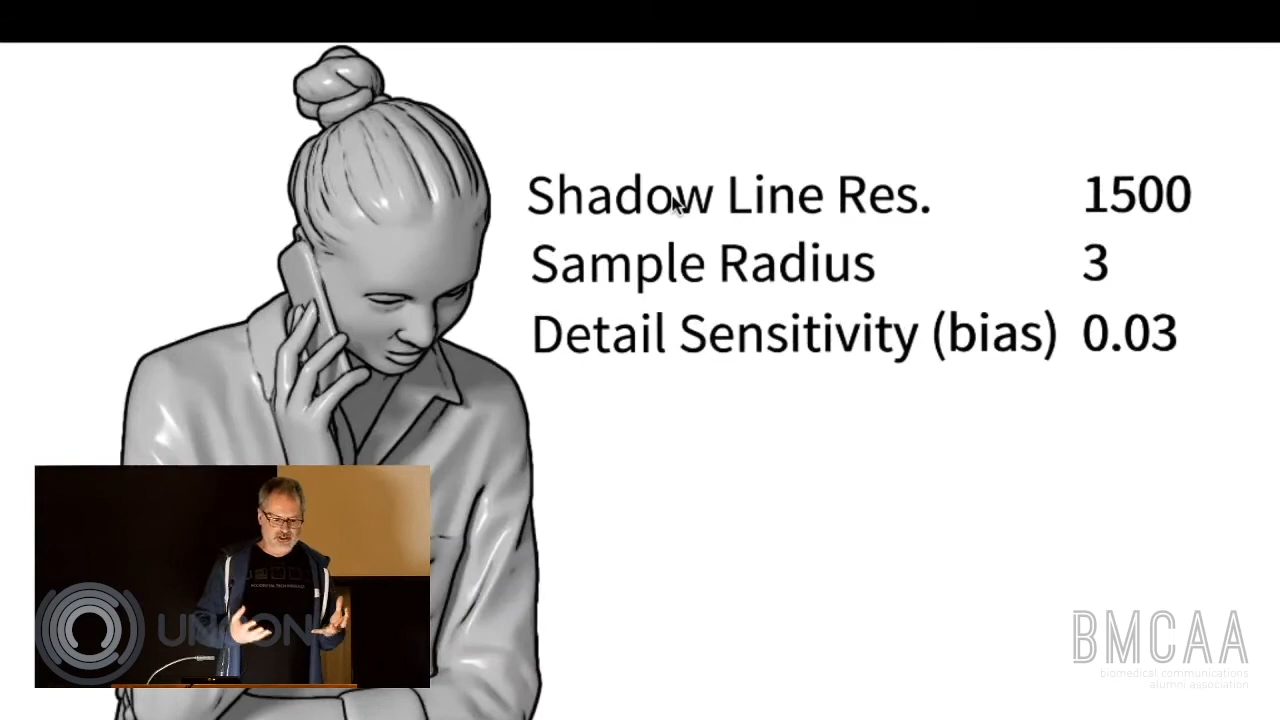 Shadow Line Res. 1500
Sample Radius 3
Detail Sensitivity (bias) 0.03
BMCAA
biomedical communications
alumni association